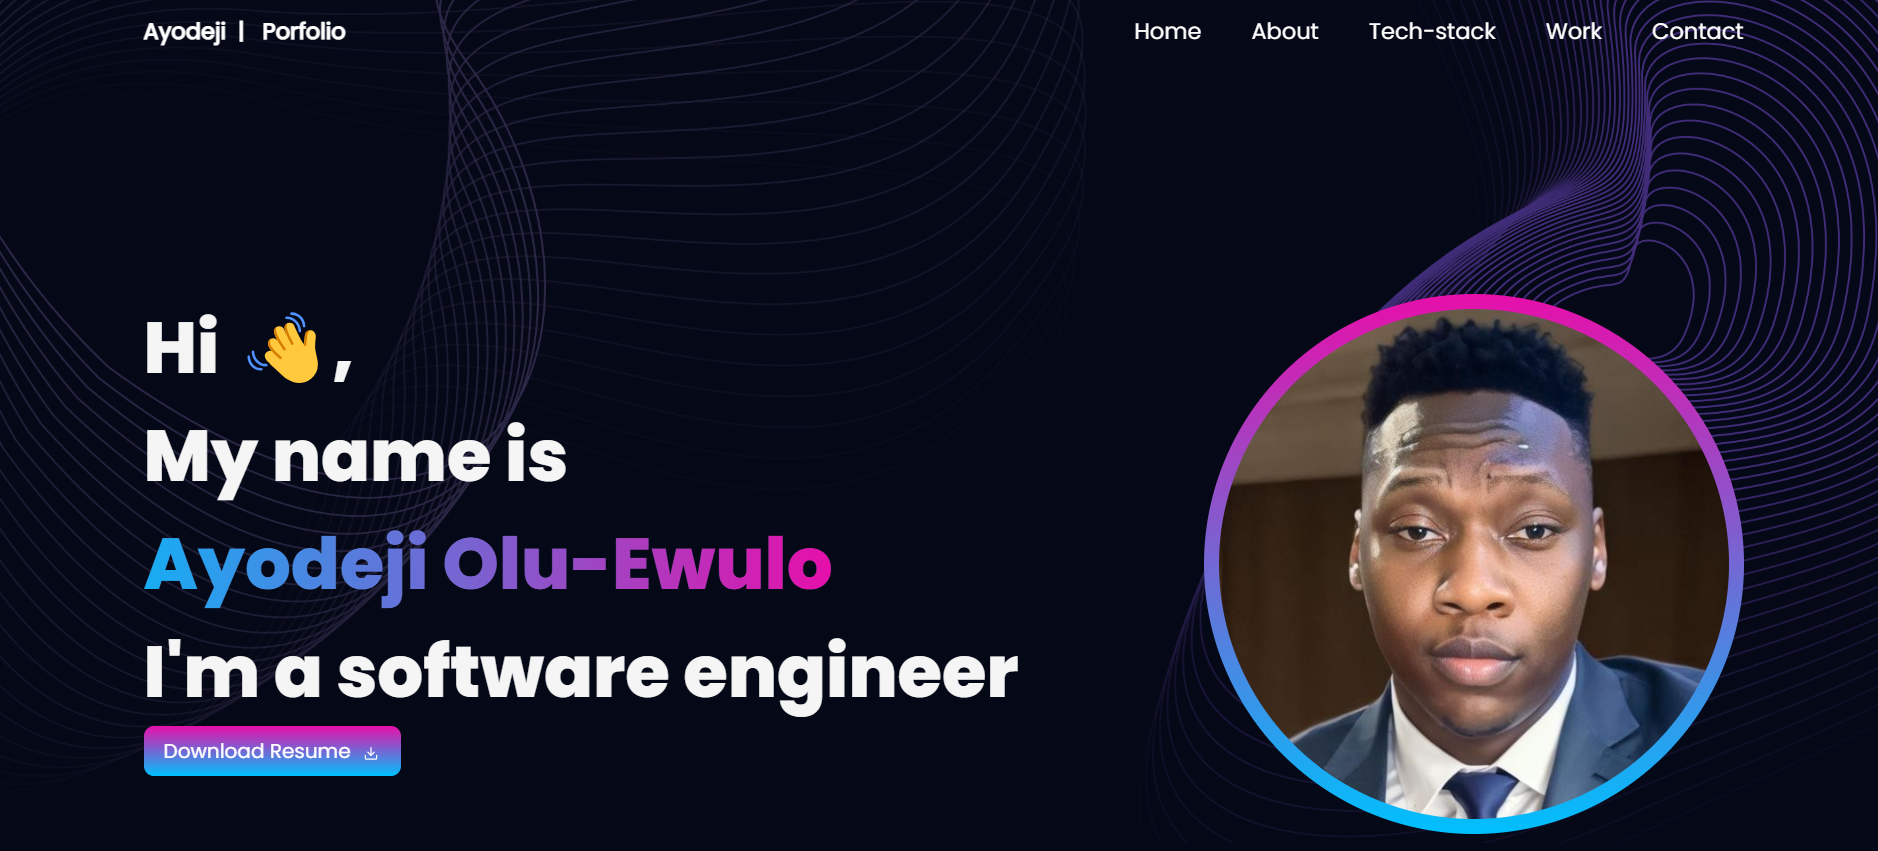 Ayodeji | Porfolio
Home About Tech-stack Work Contact
Hi 👋,
My name is
Ayodeji Olu-Ewulo
I'm a software engineer
Download Resume